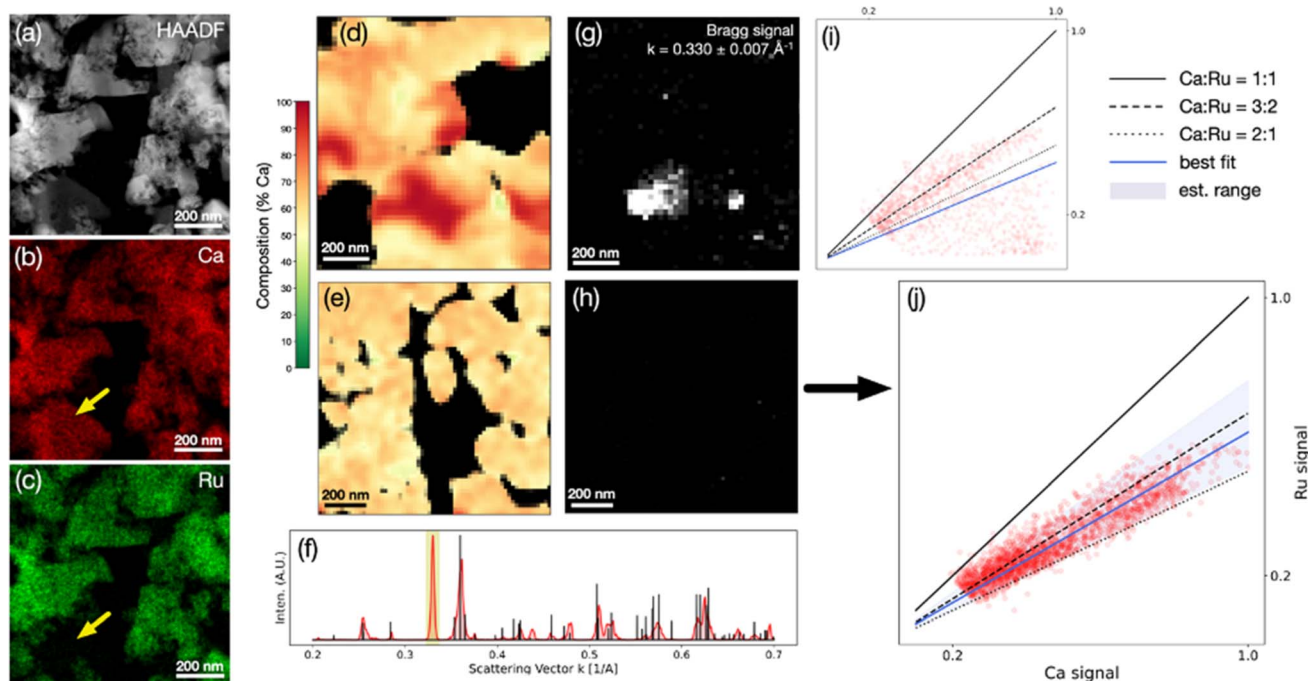 (a)
HAADF
200 nm
(b)
Ca
200 nm
(c)
Ru
200 nm
Composition (% Ca)
100
90
80
70
60
50
40
30
20
10
0
(d)
200 nm
(e)
200 nm
(f)
Inten. (A.U.)
0.2 0.3 0.4 0.5 0.6 0.7
Scattering Vector k [1/A]
(g)
Bragg signal
k = 0.330 ± 0.007 Å⁻¹
200 nm
(h)
200 nm
(i)
0.2 1.0
1.0
0.2
Ca:Ru = 1:1
Ca:Ru = 3:2
Ca:Ru = 2:1
best fit
est. range
(j)
1.0
0.2
Ru signal
0.2 1.0
Ca signal